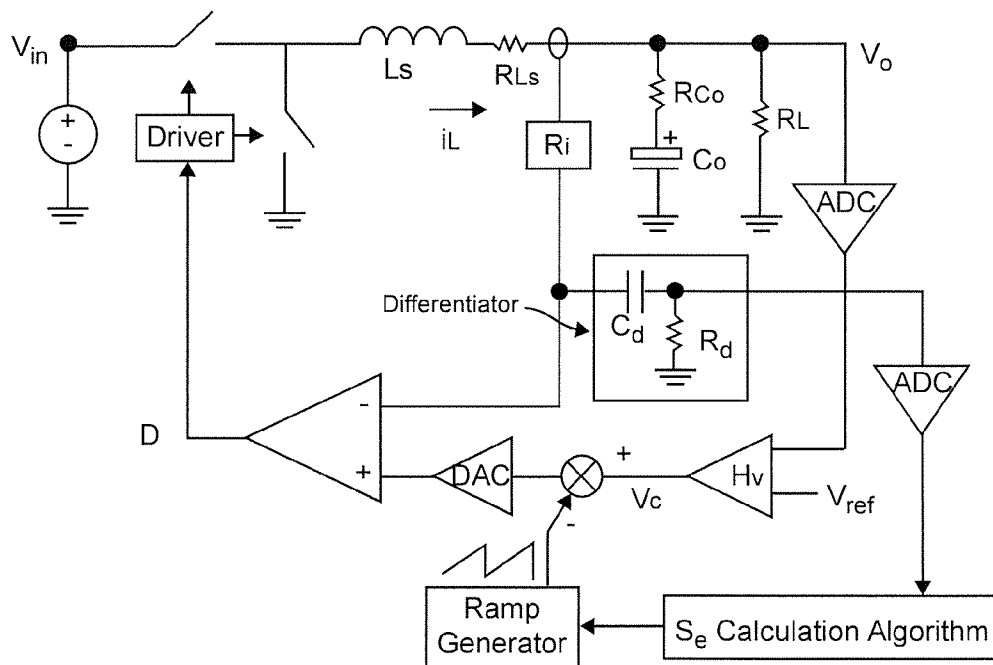 Vin
Ls
RLs
Vo
Driver
iL
Ri
RCo
+
Co
RL
+
-
ADC
Differentiator
Cd
Rd
ADC
D
-
+
DAC
+
Vc
Hv
Vref
-
Ramp
Generator
Se Calculation Algorithm